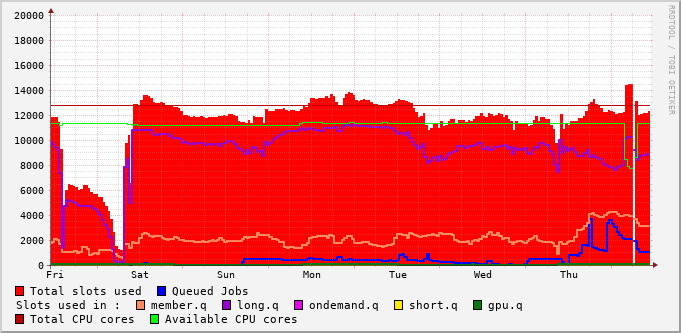 RRDTOOL / TOBI OETIKER
20000
18000
16000
14000
12000
10000
8000
6000
4000
2000
0
Fri Sat Sun Mon Tue Wed Thu
Total slots used Queued Jobs
Slots used in : member.q long.q ondemand.q short.q gpu.q
Total CPU cores Available CPU cores